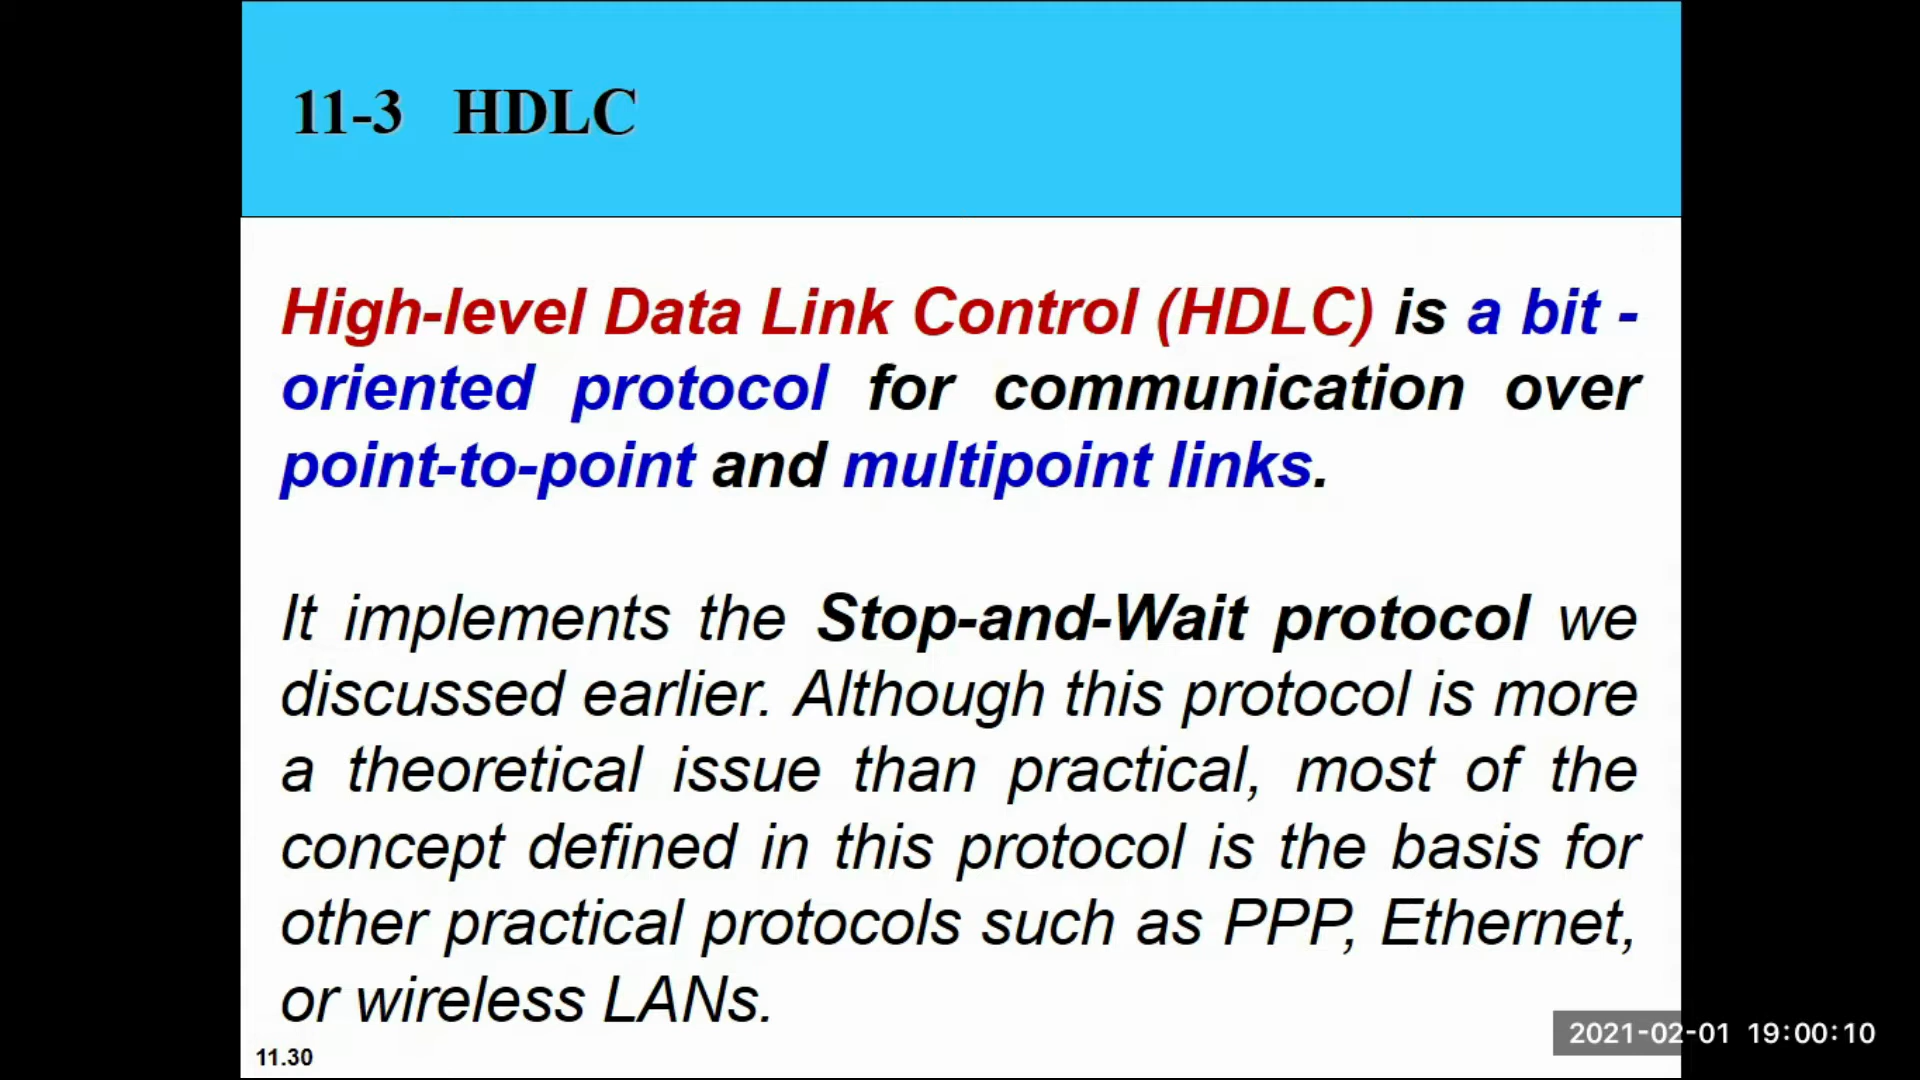 11-3 HDLC
High-level Data Link Control (HDLC) is a bit -
oriented protocol for communication over
point-to-point and multipoint links.
It implements the Stop-and-Wait protocol we
discussed earlier. Although this protocol is more
a theoretical issue than practical, most of the
concept defined in this protocol is the basis for
other practical protocols such as PPP, Ethernet,
or wireless LANs.
11.30
2021-02-01 19:00:10